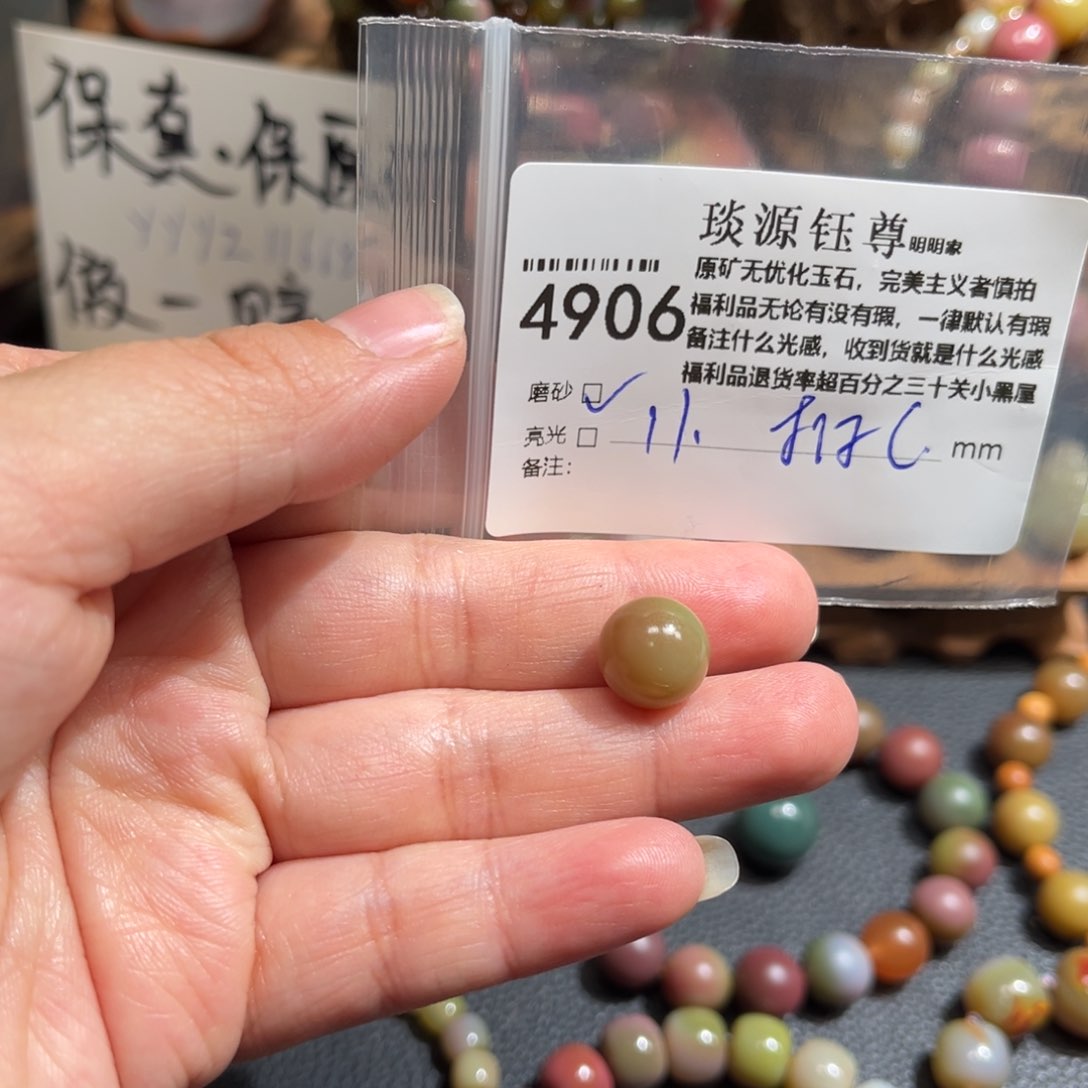 保真·保
假一赔
琰源钰尊明明家
原矿无优化玉石，完美主义者慎拍
4906
福利品无论有没有瑕，一律默认有瑕
备注什么光感，收到货就是什么光感
福利品退货率超百分之三十关小黑屋
磨砂☐✓
亮光☐ 11. mm
备注：